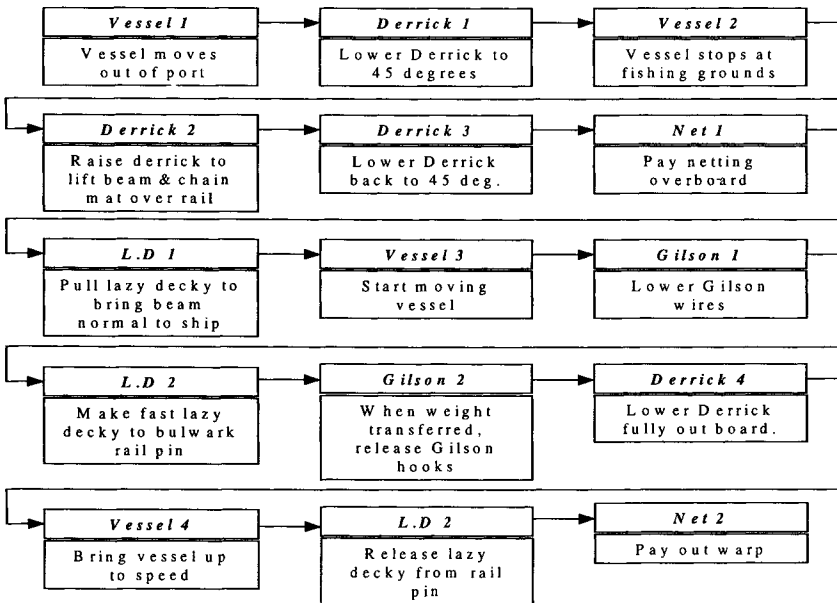 Vessel 1
Vessel moves
out of port
Derrick 1
Lower Derrick to
45 degrees
Vessel 2
Vessel stops at
fishing grounds
Derrick 2
Raise derrick to
lift beam & chain
mat over rail
Derrick 3
Lower Derrick
back to 45 deg.
Net 1
Pay netting
overboard
L.D 1
Pull lazy decky to
bring beam
normal to ship
Vessel 3
Start moving
vessel
Gilson 1
Lower Gilson
wires
L.D 2
Make fast lazy
decky to bulwark
rail pin
Gilson 2
When weight
transferred,
release Gilson
hooks
Derrick 4
Lower Derrick
fully out board.
Vessel 4
Bring vessel up
to speed
L.D 2
Release lazy
decky from rail
pin
Net 2
Pay out warp